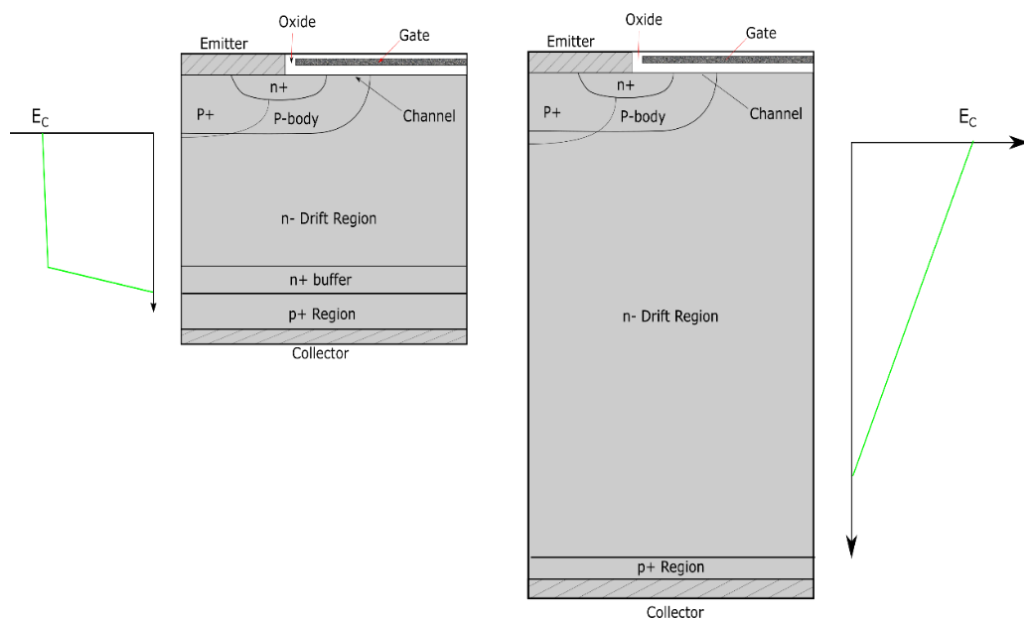 Oxide
Emitter
Gate
n+
P+
P-body
Channel
E_C
n- Drift Region
n+ buffer
p+ Region
Collector
Oxide
Emitter
Gate
n+
P+
P-body
Channel
E_C
n- Drift Region
p+ Region
Collector